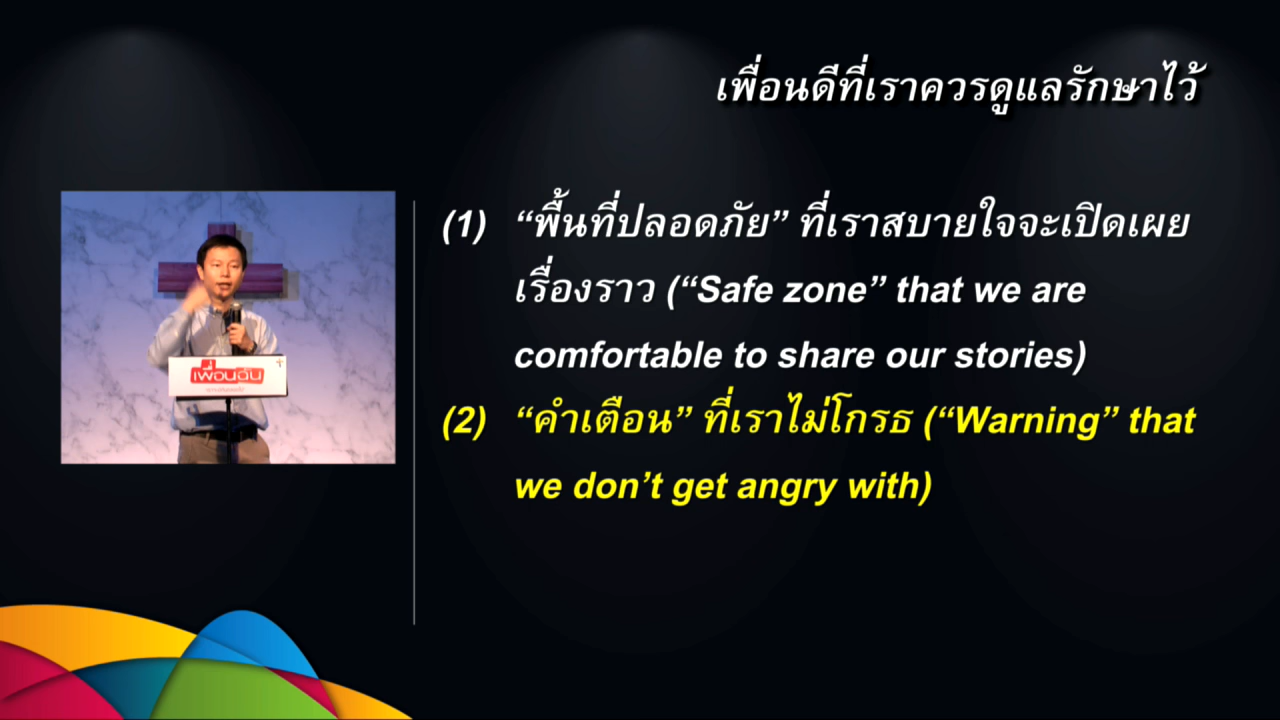 เพื่อนดีที่เราควรดูแลรักษาไว้
(1) “พื้นที่ปลอดภัย” ที่เราสบายใจจะเปิดเผย
เรื่องราว (“Safe zone” that we are
comfortable to share our stories)
(2) “คำเตือน” ที่เราไม่โกรธ (“Warning” that
we don’t get angry with)
เพื่อนฉัน